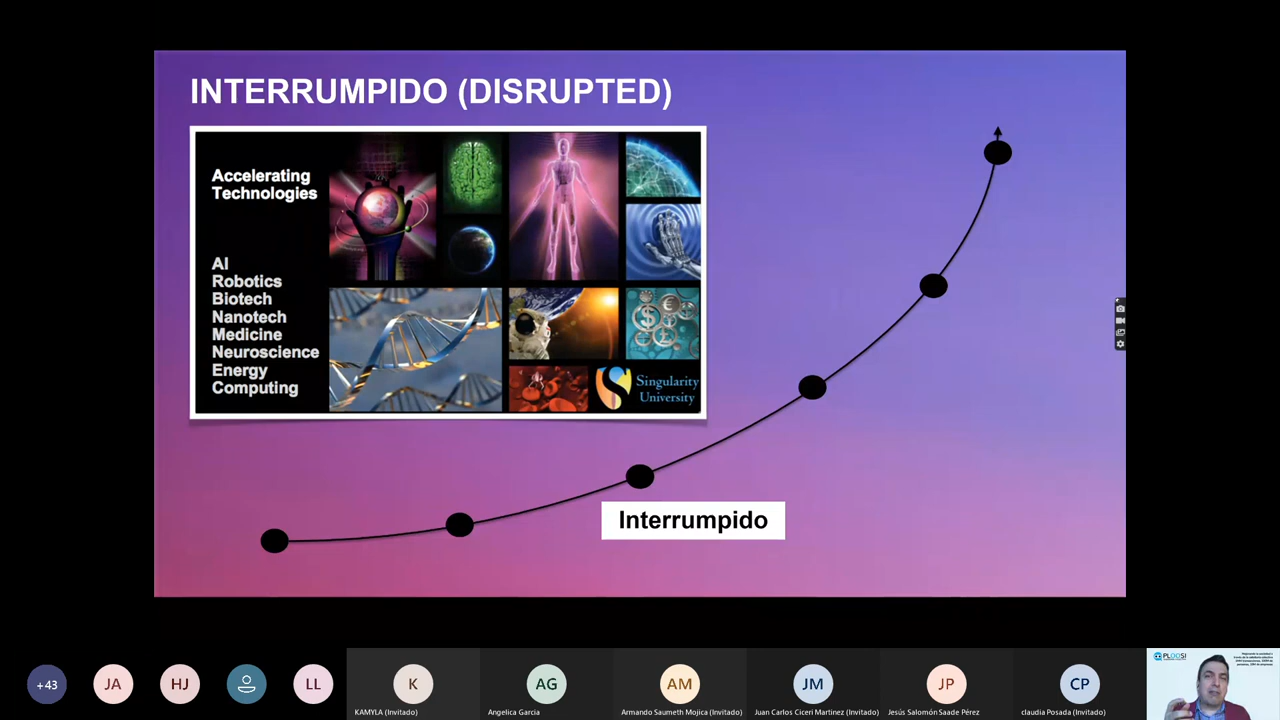 INTERRUMPIDO (DISRUPTED)
Accelerating
Technologies
AI
Robotics
Biotech
Nanotech
Medicine
Neuroscience
Energy
Computing
Singularity
University
Interrumpido
+43
JA
HJ
LL
K
KAMYLA (Invitado)
AG
Angelica Garcia
AM
Armando Saumeth Mojica (Invitado)
JM
Juan Carlos Ciceri Martinez (Invitado)
JP
Jesús Salomón Saade Pérez
CP
claudia Posada (Invitado)